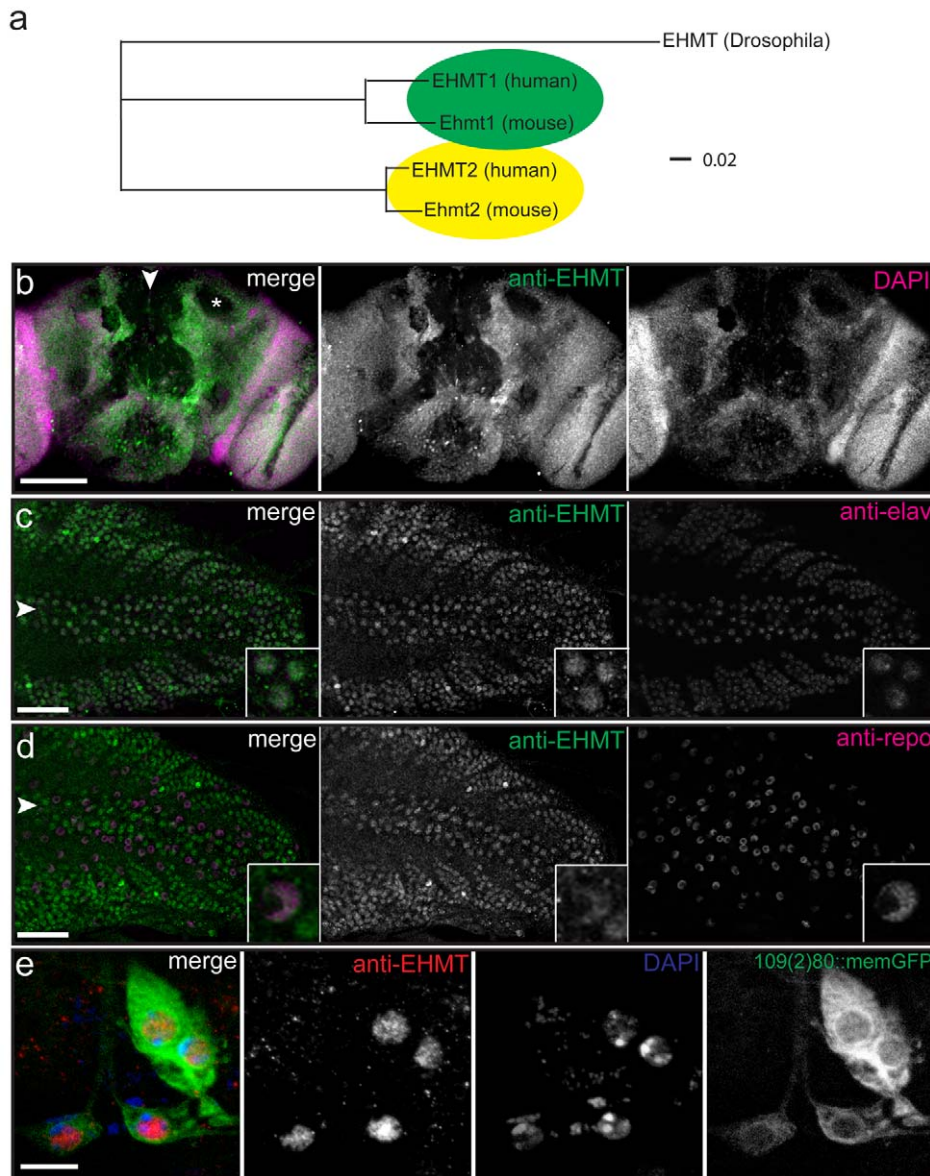 a
EHMT (Drosophila)
EHMT1 (human)
Ehmt1 (mouse)
EHMT2 (human)
0.02
Ehmt2 (mouse)
b merge anti-EHMT DAPI
*
c merge anti-EHMT anti-elav
d merge anti-EHMT anti-repo
e merge anti-EHMT DAPI 109(2)80::memGFP